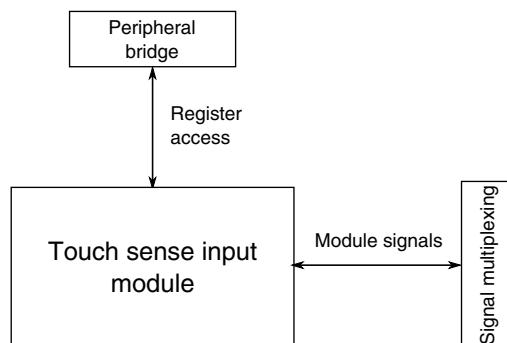 Peripheral
bridge
Register
access
Touch sense input
module
Module signals
Signal multiplexing